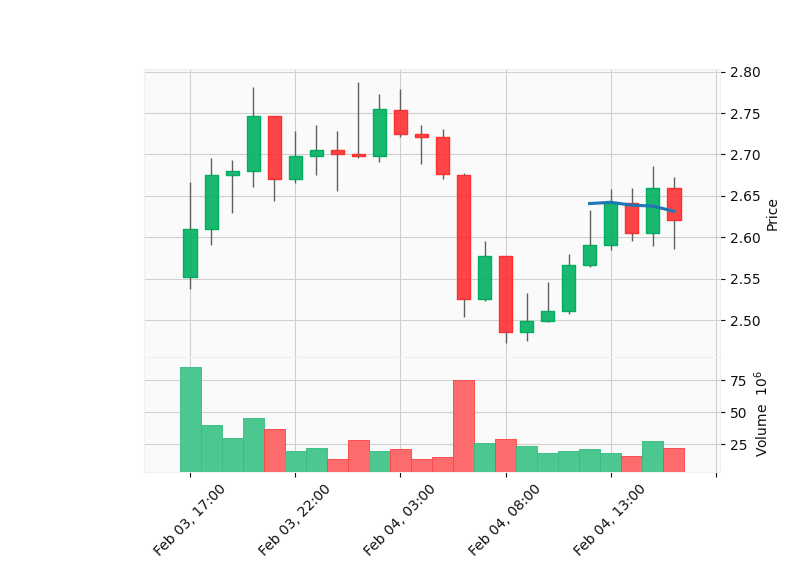 2.80
2.75
2.70
2.65
2.60
2.55
2.50
Price
75
50
25
Volume 10⁶
Feb 03, 17:00
Feb 03, 22:00
Feb 04, 03:00
Feb 04, 08:00
Feb 04, 13:00